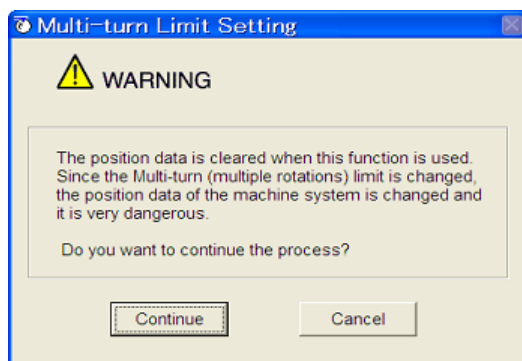 Multi-turn Limit Setting
WARNING
The position data is cleared when this function is used.
Since the Multi-turn (multiple rotations) limit is changed,
the position data of the machine system is changed and
it is very dangerous.
Do you want to continue the process?
Continue
Cancel